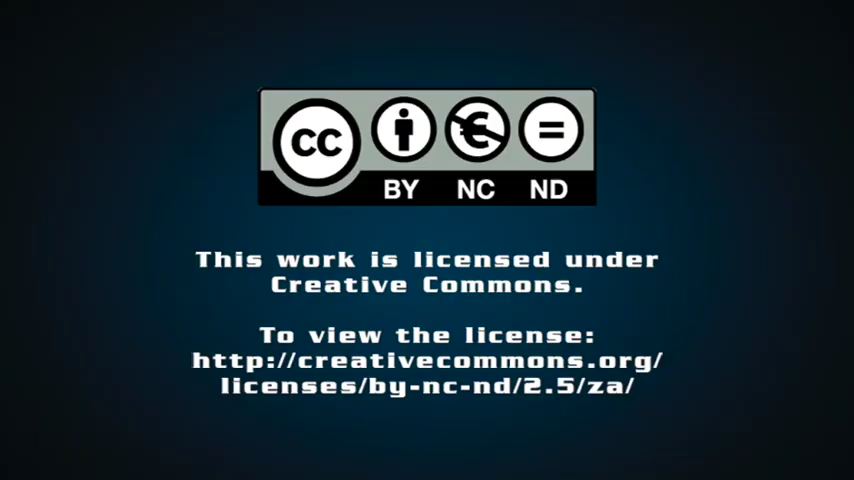 CC
BY NC ND
This work is licensed under
Creative Commons.
To view the license:
http://creativecommons.org/
licenses/by-nc-nd/2.5/za/